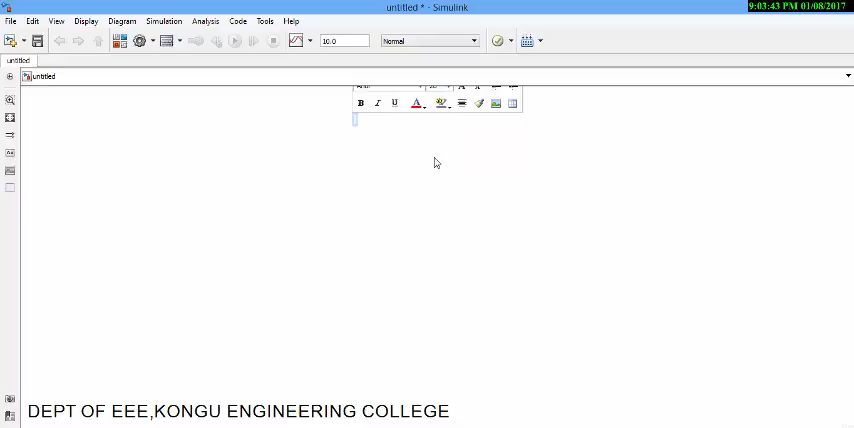 untitled * - Simulink
9:03:43 PM 01/08/2017
File Edit View Display Diagram Simulation Analysis Code Tools Help
10.0 Normal
untitled
untitled
B I U A
DEPT OF EEE,KONGU ENGINEERING COLLEGE